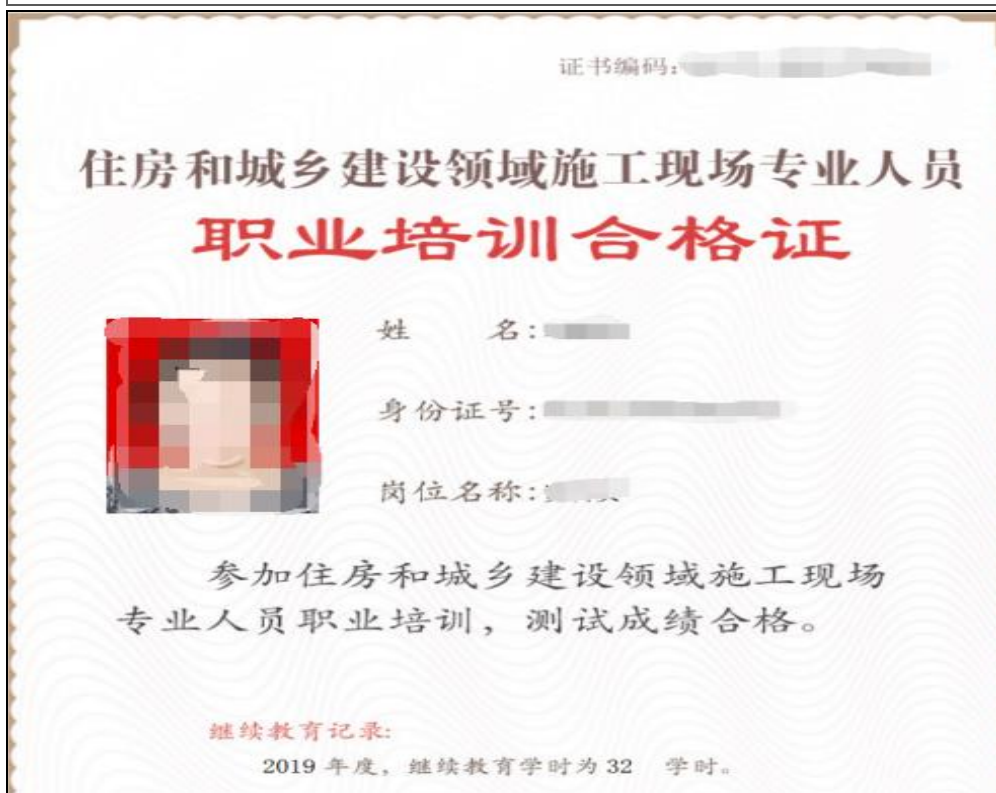 证书编码:
住房和城乡建设领域施工现场专业人员
职业培训合格证
姓 名:
身份证号:
岗位名称:
参加住房和城乡建设领域施工现场
专业人员职业培训，测试成绩合格。
继续教育记录:
2019 年度，继续教育学时为 32 学时。